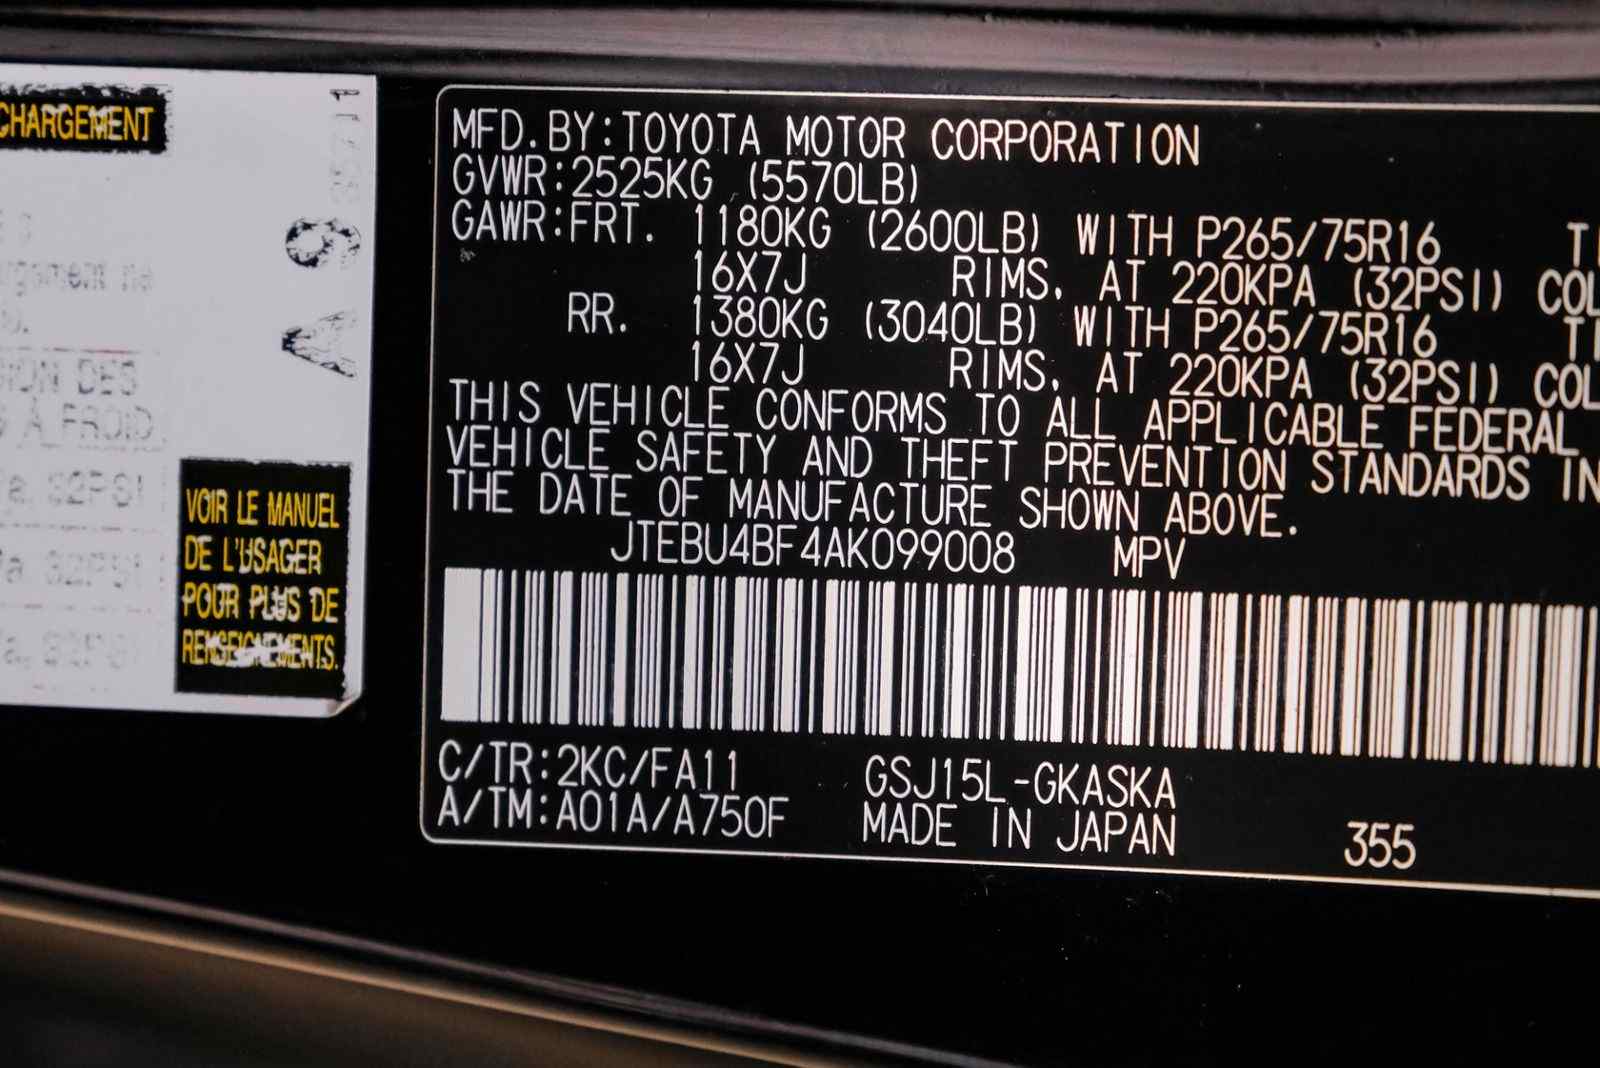 CHARGEMENT
VOIR LE MANUEL
DE L'USAGER
POUR PLUS DE
RENSEIGNEMENTS.
MFD.BY:TOYOTA MOTOR CORPORATION
GVWR:2525KG (5570LB)
GAWR:FRT. 1180KG (2600LB) WITH P265/75R16
16X7J RIMS, AT 220KPA (32PSI) COL
RR. 1380KG (3040LB) WITH P265/75R16
16X7J RIMS, AT 220KPA (32PSI) COL
THIS VEHICLE CONFORMS TO ALL APPLICABLE FEDERAL
VEHICLE SAFETY AND THEFT PREVENTION STANDARDS IN
THE DATE OF MANUFACTURE SHOWN ABOVE.
JTEBU4BF4AK099008 MPV
C/TR:2KC/FA11 GSJ15L-GKASKA
A/TM:A01A/A750F MADE IN JAPAN 355